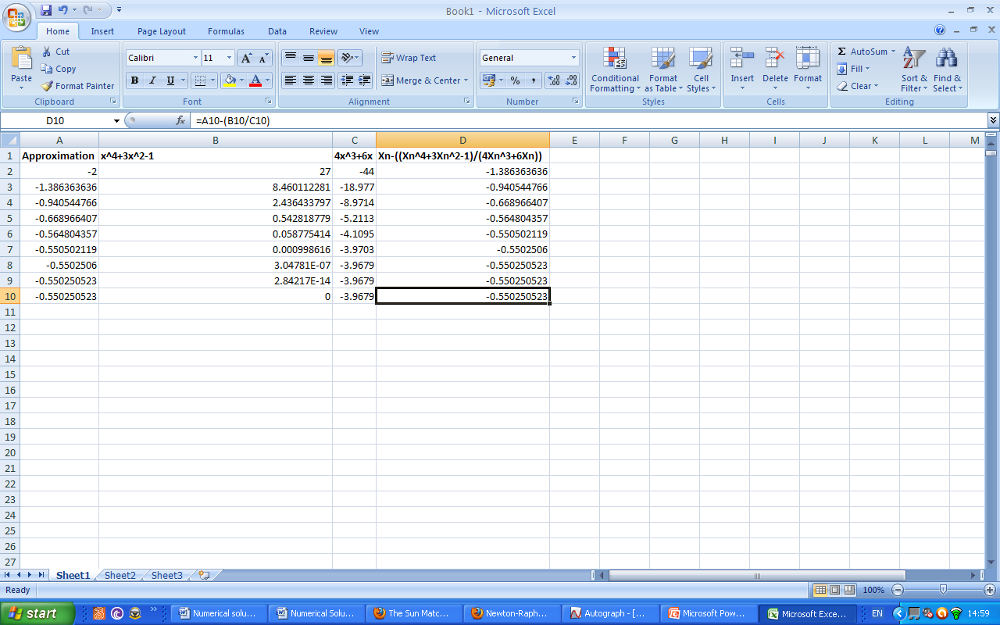 Book1 - Microsoft Excel
Home Insert Page Layout Formulas Data Review View
Paste
Cut
Copy
Format Painter
Clipboard
Calibri 11
B I U
Font
Wrap Text
Merge & Center
Alignment
General
% ,
Number
Conditional Formatting
Format as Table
Cell Styles
Styles
Insert Delete Format
Cells
Σ AutoSum
Fill
Clear
Sort & Filter
Find & Select
Editing
D10 fx =A10-(B10/C10)
A B C D E F G H I J K L M
1 Approximation x^4+3x^2-1 4x^3+6x Xn-((Xn^4+3Xn^2-1)/(4Xn^3+6Xn))
2 -2 27 -44 -1.386363636
3 -1.386363636 8.460112281 -18.977 -0.940544766
4 -0.940544766 2.436433797 -8.9714 -0.668966407
5 -0.668966407 0.542818779 -5.2113 -0.564804357
6 -0.564804357 0.058775414 -4.1095 -0.550502119
7 -0.550502119 0.000998616 -3.9703 -0.5502506
8 -0.5502506 3.04781E-07 -3.9679 -0.550250523
9 -0.550250523 2.84217E-14 -3.9679 -0.550250523
10 -0.550250523 0 -3.9679 -0.550250523
11
12
13
14
15
16
17
18
19
20
21
22
23
24
25
26
27
Sheet1 Sheet2 Sheet3
Ready 100%
start Numerical solu... Numerical Solu... The Sun Matc... Newton-Raph... Autograph - [... Microsoft Pow... Microsoft Exce... EN 14:59